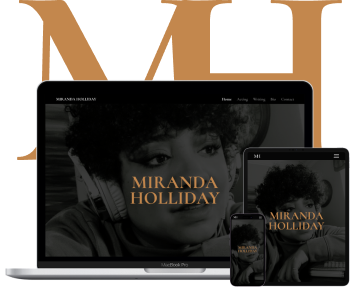 MH
MIRANDA HOLLIDAY
Home Acting Writing Bio Contact
MIRANDA
HOLLIDAY
MacBook Pro
MH
MIRANDA
HOLLIDAY
MIRANDA
HOLLIDAY